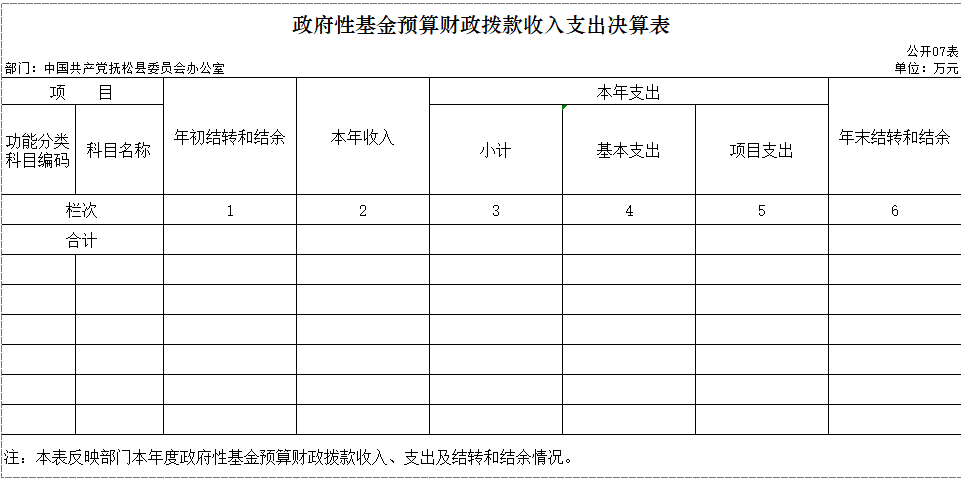 政府性基金预算财政拨款收入支出决算表
公开07表
部门：中国共产党抚松县委员会办公室
单位：万元
项 目
年初结转和结余
本年收入
本年支出
年末结转和结余
功能分类
科目编码
科目名称
小计
基本支出
项目支出
栏次
1
2
3
4
5
6
合计
注：本表反映部门本年度政府性基金预算财政拨款收入、支出及结转和结余情况。